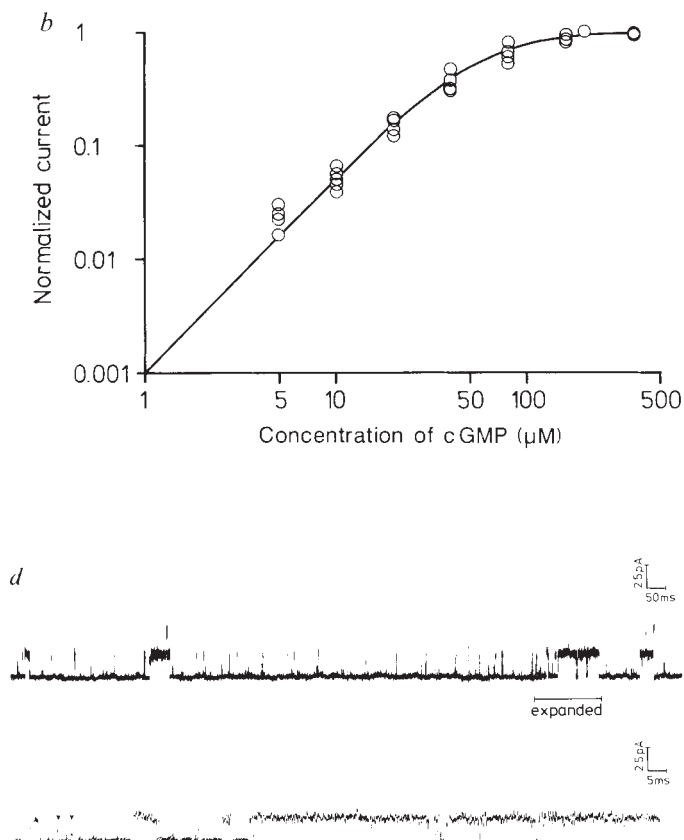 b
1
0.1
0.01
0.001
Normalized current
1 5 10 50 100 500
Concentration of cGMP (µM)
d
25pA
50ms
expanded
25pA
5ms